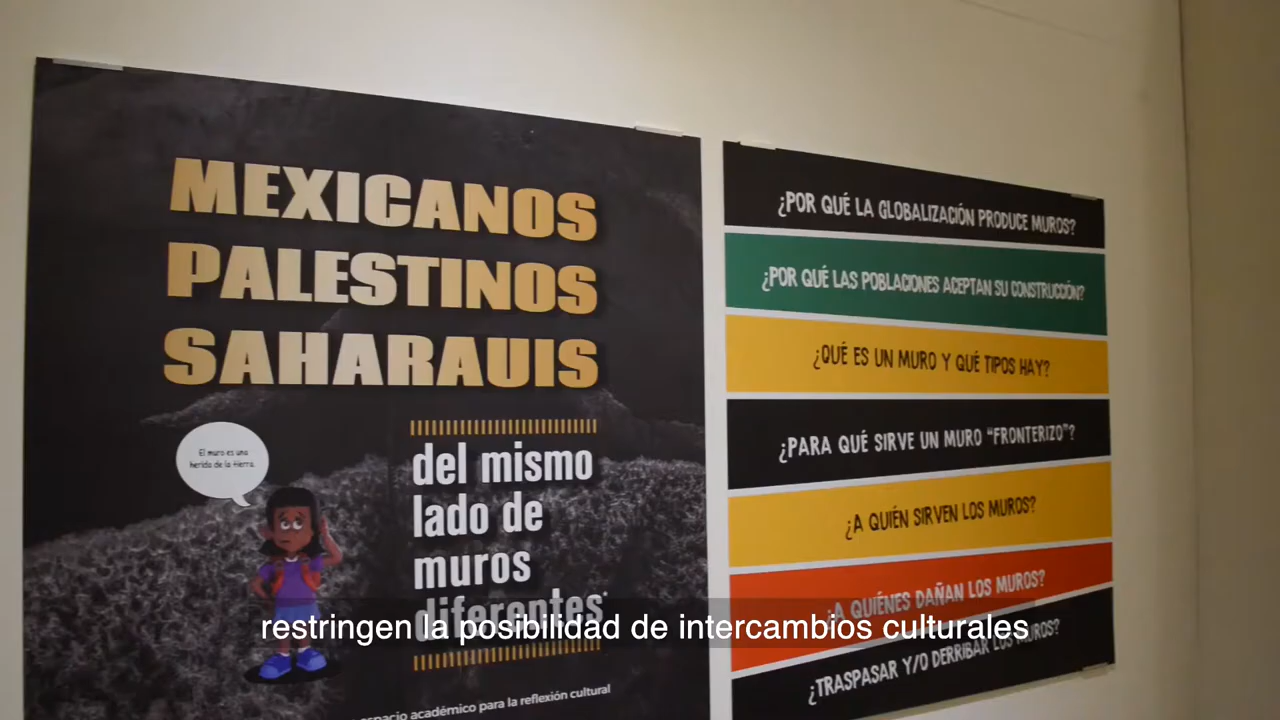 MEXICANOS
PALESTINOS
SAHARAUIS
El muro es una
herida de la tierra.
del mismo
lado de
muros
diferentes*
espacio académico para la reflexión cultural
¿POR QUÉ LA GLOBALIZACIÓN PRODUCE MUROS?
¿POR QUÉ LAS POBLACIONES ACEPTAN SU CONSTRUCCIÓN?
¿QUÉ ES UN MURO Y QUÉ TIPOS HAY?
¿PARA QUÉ SIRVE UN MURO “FRONTERIZO”?
¿A QUIÉN SIRVEN LOS MUROS?
¿A QUIÉNES DAÑAN LOS MUROS?
¿TRASPASAR Y/O DERRIBAR LOS MUROS?
restringen la posibilidad de intercambios culturales